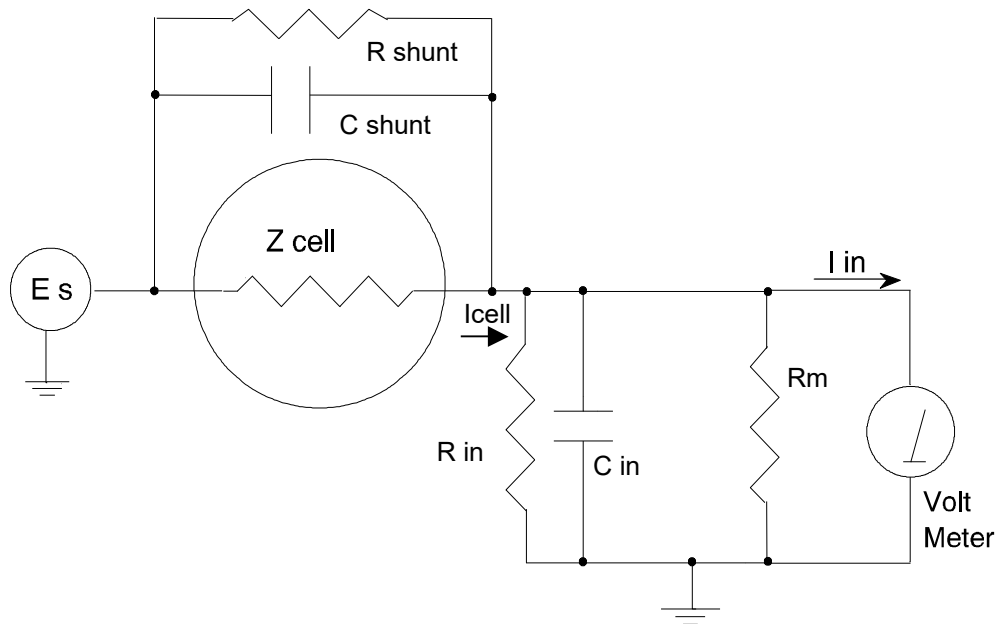 R shunt
C shunt
Z cell
E s
I in
Icell
Rm
R in
C in
Volt
Meter